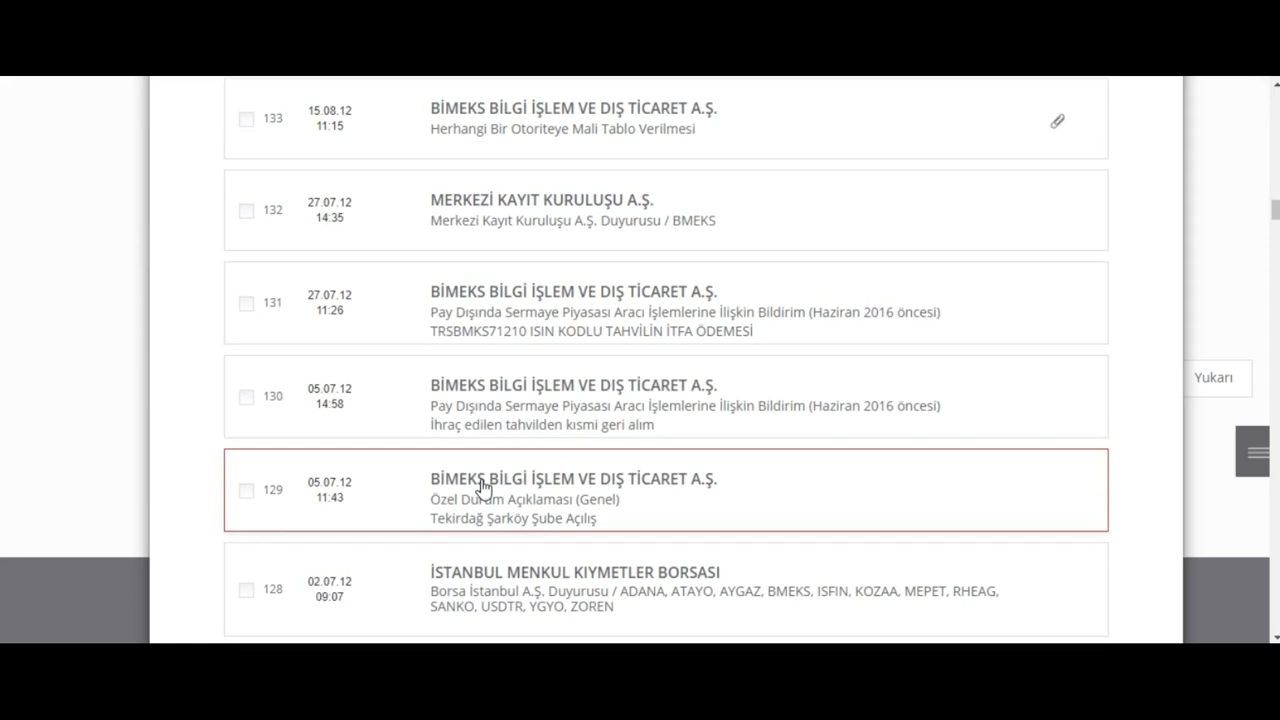 133
15.08.12
11:15
BİMEKS BİLGİ İŞLEM VE DIŞ TİCARET A.Ş.
Herhangi Bir Otoriteye Mali Tablo Verilmesi
132
27.07.12
14:35
MERKEZİ KAYIT KURULUŞU A.Ş.
Merkezi Kayıt Kuruluşu A.Ş. Duyurusu / BMEKS
131
27.07.12
11:26
BİMEKS BİLGİ İŞLEM VE DIŞ TİCARET A.Ş.
Pay Dışında Sermaye Piyasası Aracı İşlemlerine İlişkin Bildirim (Haziran 2016 öncesi)
TRSBMKS71210 ISIN KODLU TAHVİLİN İTFA ÖDEMESİ
130
05.07.12
14:58
BİMEKS BİLGİ İŞLEM VE DIŞ TİCARET A.Ş.
Pay Dışında Sermaye Piyasası Aracı İşlemlerine İlişkin Bildirim (Haziran 2016 öncesi)
İhraç edilen tahvilden kısmi geri alım
Yukarı
129
05.07.12
11:43
BİMEKS BİLGİ İŞLEM VE DIŞ TİCARET A.Ş.
Özel Durum Açıklaması (Genel)
Tekirdağ Şarköy Şube Açılış
128
02.07.12
09:07
İSTANBUL MENKUL KIYMETLER BORSASI
Borsa İstanbul A.Ş. Duyurusu / ADANA, ATAYO, AYGAZ, BMEKS, ISFIN, KOZAA, MEPET, RHEAG,
SANKO, USDTR, YGYO, ZOREN